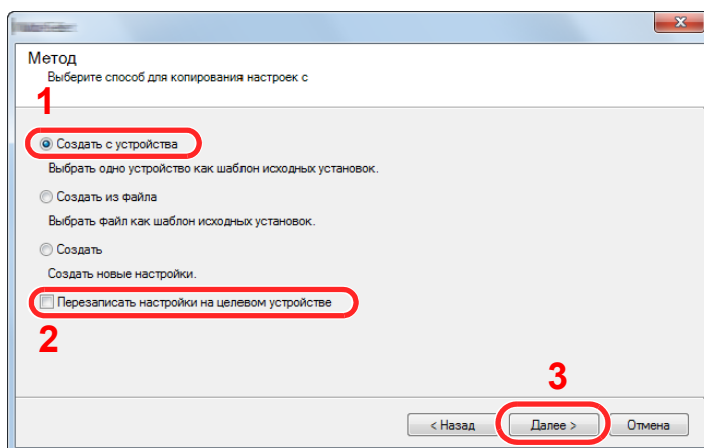 Метод
Выберите способ для копирования настроек с
1
Создать с устройства
Выбрать одно устройство как шаблон исходных установок.
Создать из файла
Выбрать файл как шаблон исходных установок.
Создать
Создать новые настройки.
Перезаписать настройки на целевом устройстве
2
3
< Назад Далее > Отмена